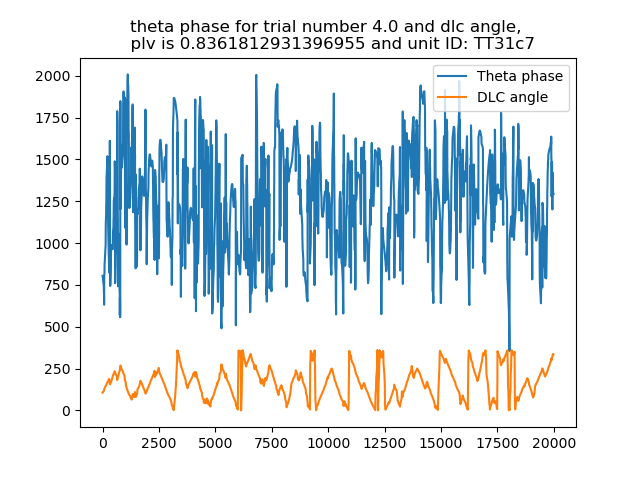 theta phase for trial number 4.0 and dlc angle,
plv is 0.8361812931396955 and unit ID: TT31c7
Theta phase
DLC angle
2000
1750
1500
1250
1000
750
500
250
0
0 2500 5000 7500 10000 12500 15000 17500 20000